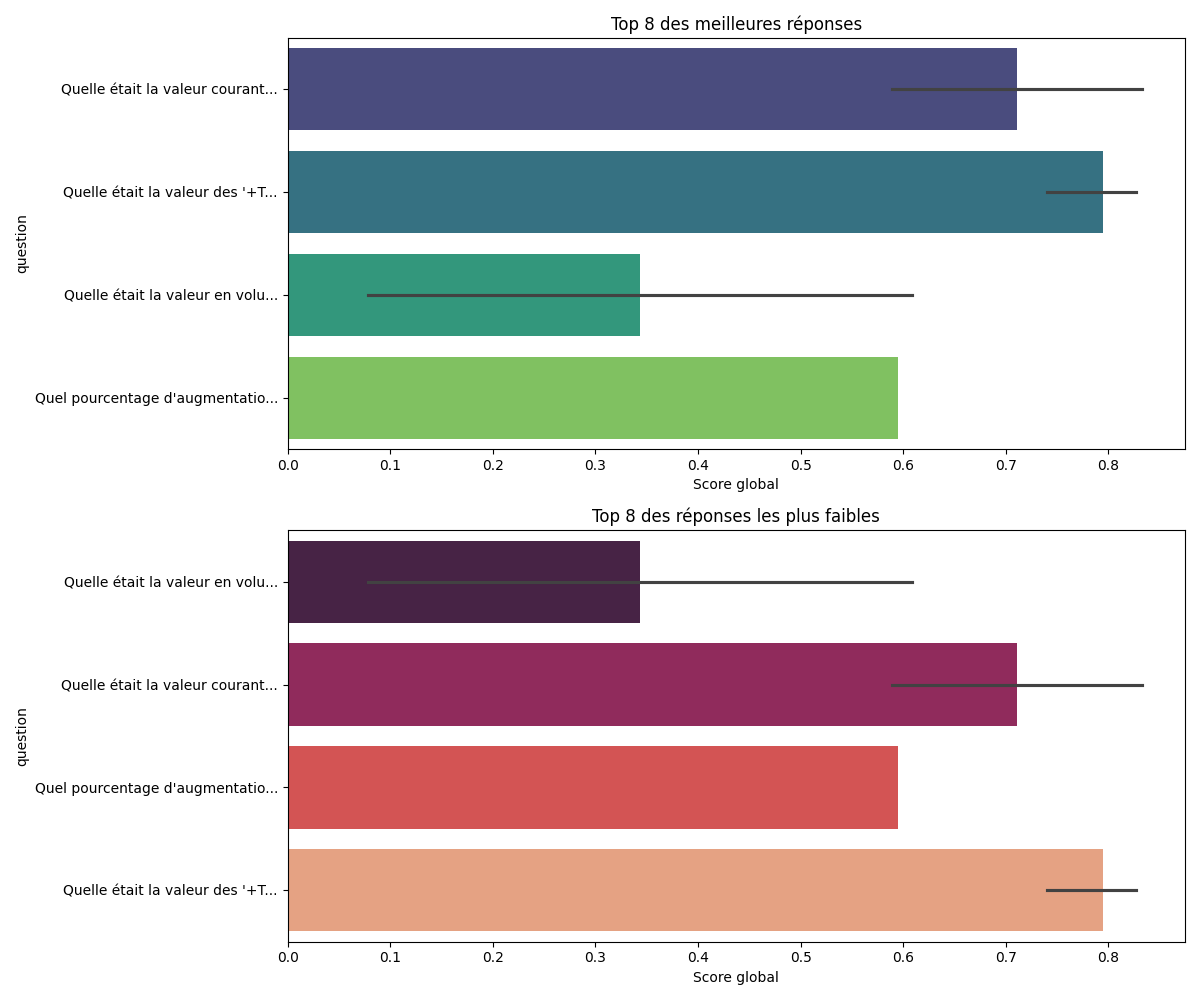 Top 8 des meilleures réponses
question
Quelle était la valeur courant...
Quelle était la valeur des '+T...
Quelle était la valeur en volu...
Quel pourcentage d'augmentatio...
0.0 0.1 0.2 0.3 0.4 0.5 0.6 0.7 0.8
Score global
Top 8 des réponses les plus faibles
question
Quelle était la valeur en volu...
Quelle était la valeur courant...
Quel pourcentage d'augmentatio...
Quelle était la valeur des '+T...
0.0 0.1 0.2 0.3 0.4 0.5 0.6 0.7 0.8
Score global